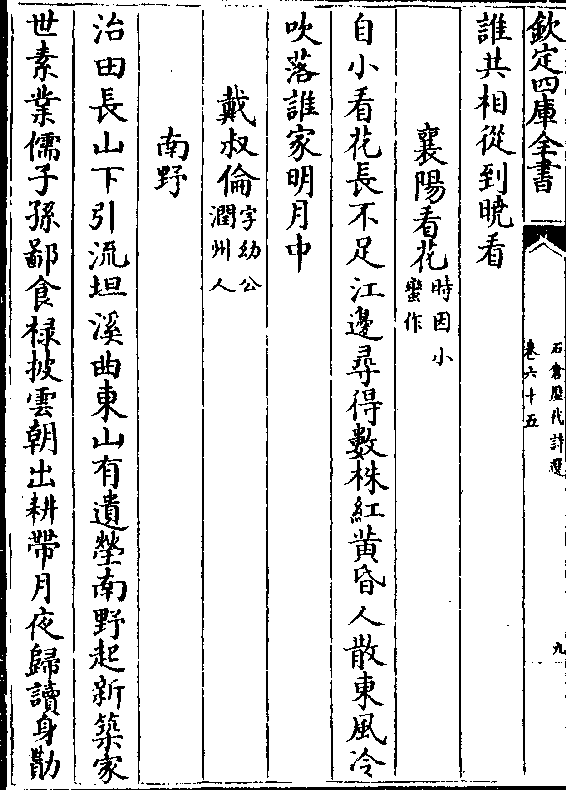 欽定四庫全書
石倉歷代詩選
卷六十五
九
誰共相從到曉看
襄陽看花時因小蠻作
自小看花長不足江邊尋得數株紅黃昏人散東風冷
吹落誰家明月中
戴叔倫字幼公潤州人
南野
治田長山下引流坦溪曲東山有遺塋南野起新築家
世素業儒子孫鄙食祿披雲朝出耕帶月夜歸讀身勩